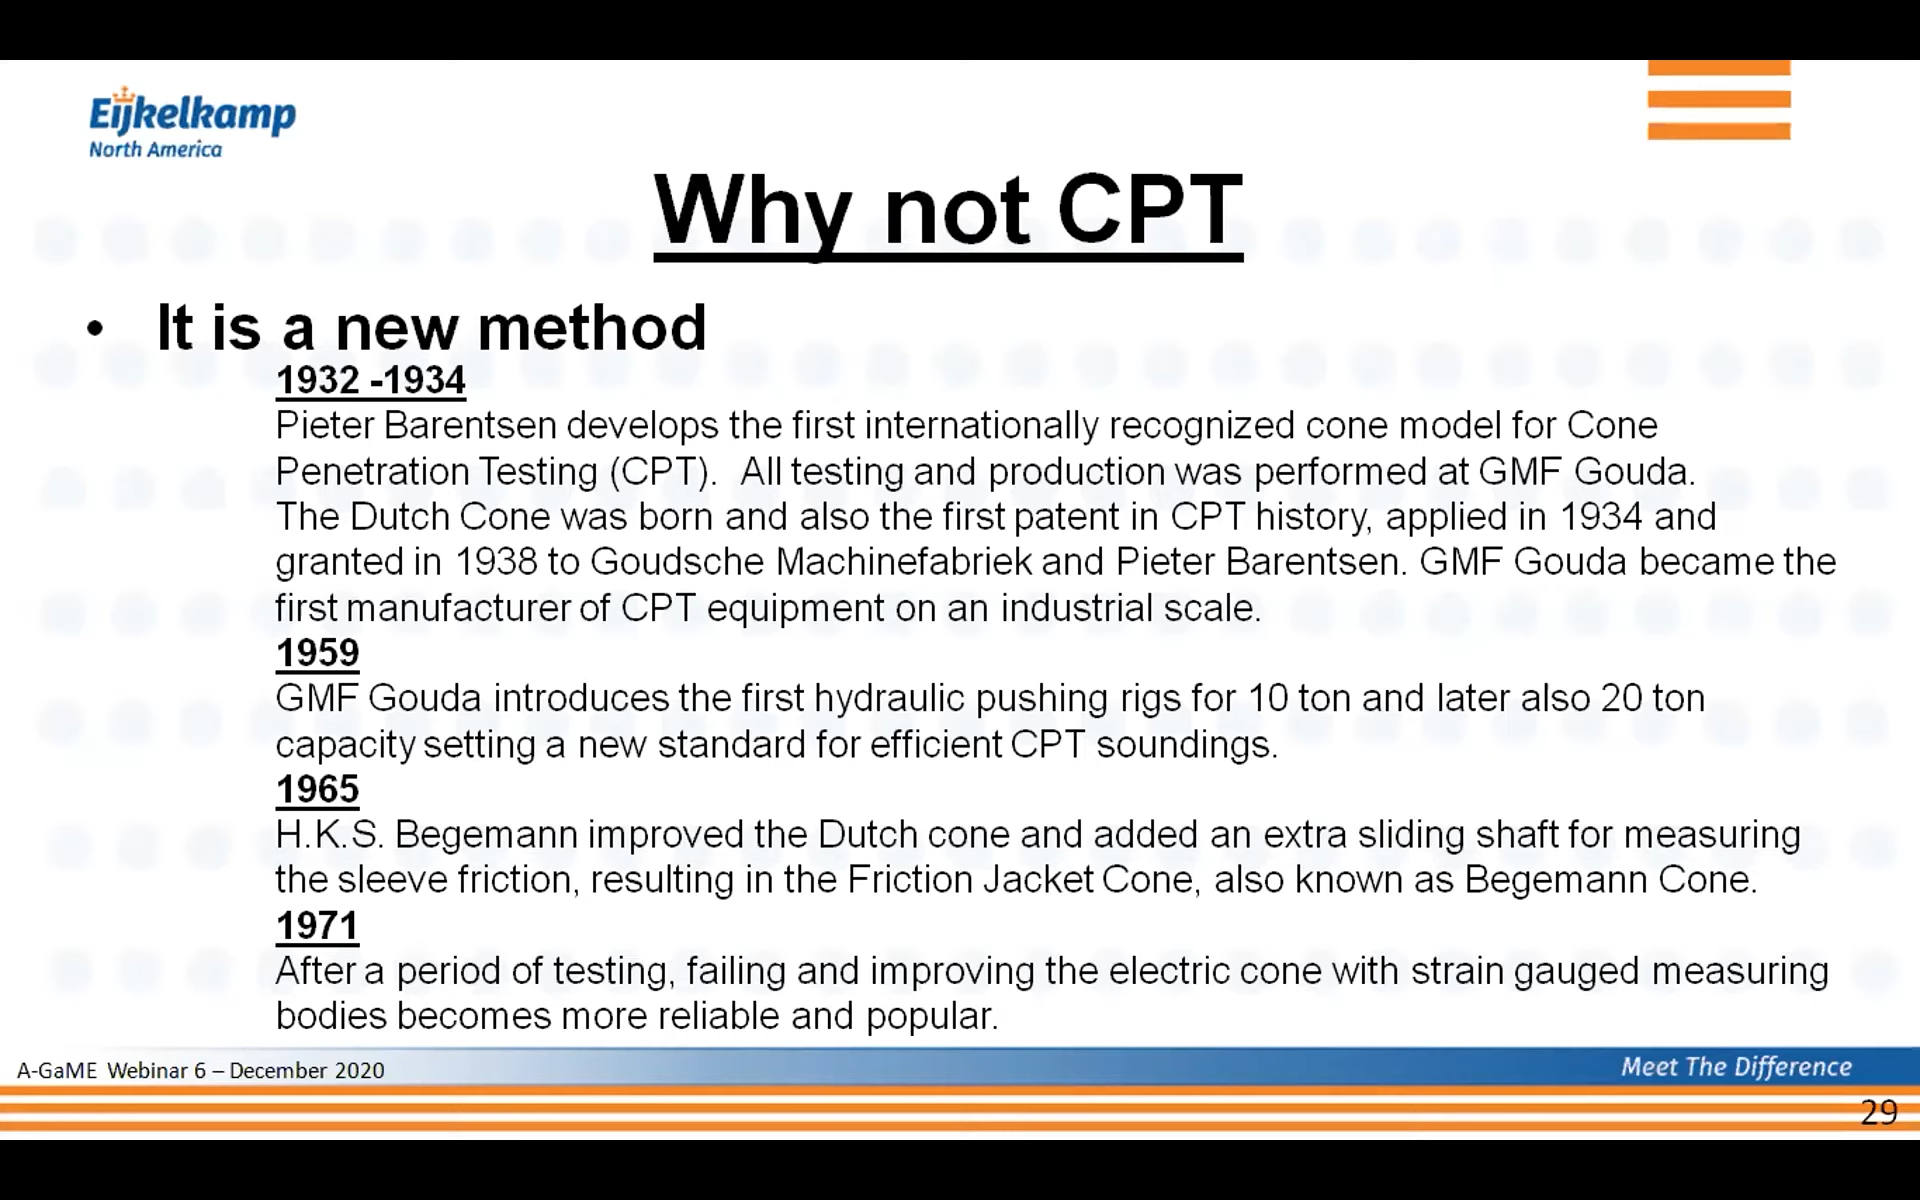 Eijkelkamp
North America
Why not CPT
• It is a new method
1932 -1934
Pieter Barentsen develops the first internationally recognized cone model for Cone
Penetration Testing (CPT). All testing and production was performed at GMF Gouda.
The Dutch Cone was born and also the first patent in CPT history, applied in 1934 and
granted in 1938 to Goudsche Machinefabriek and Pieter Barentsen. GMF Gouda became the
first manufacturer of CPT equipment on an industrial scale.
1959
GMF Gouda introduces the first hydraulic pushing rigs for 10 ton and later also 20 ton
capacity setting a new standard for efficient CPT soundings.
1965
H.K.S. Begemann improved the Dutch cone and added an extra sliding shaft for measuring
the sleeve friction, resulting in the Friction Jacket Cone, also known as Begemann Cone.
1971
After a period of testing, failing and improving the electric cone with strain gauged measuring
bodies becomes more reliable and popular.
A-GaME Webinar 6 – December 2020
Meet The Difference
29